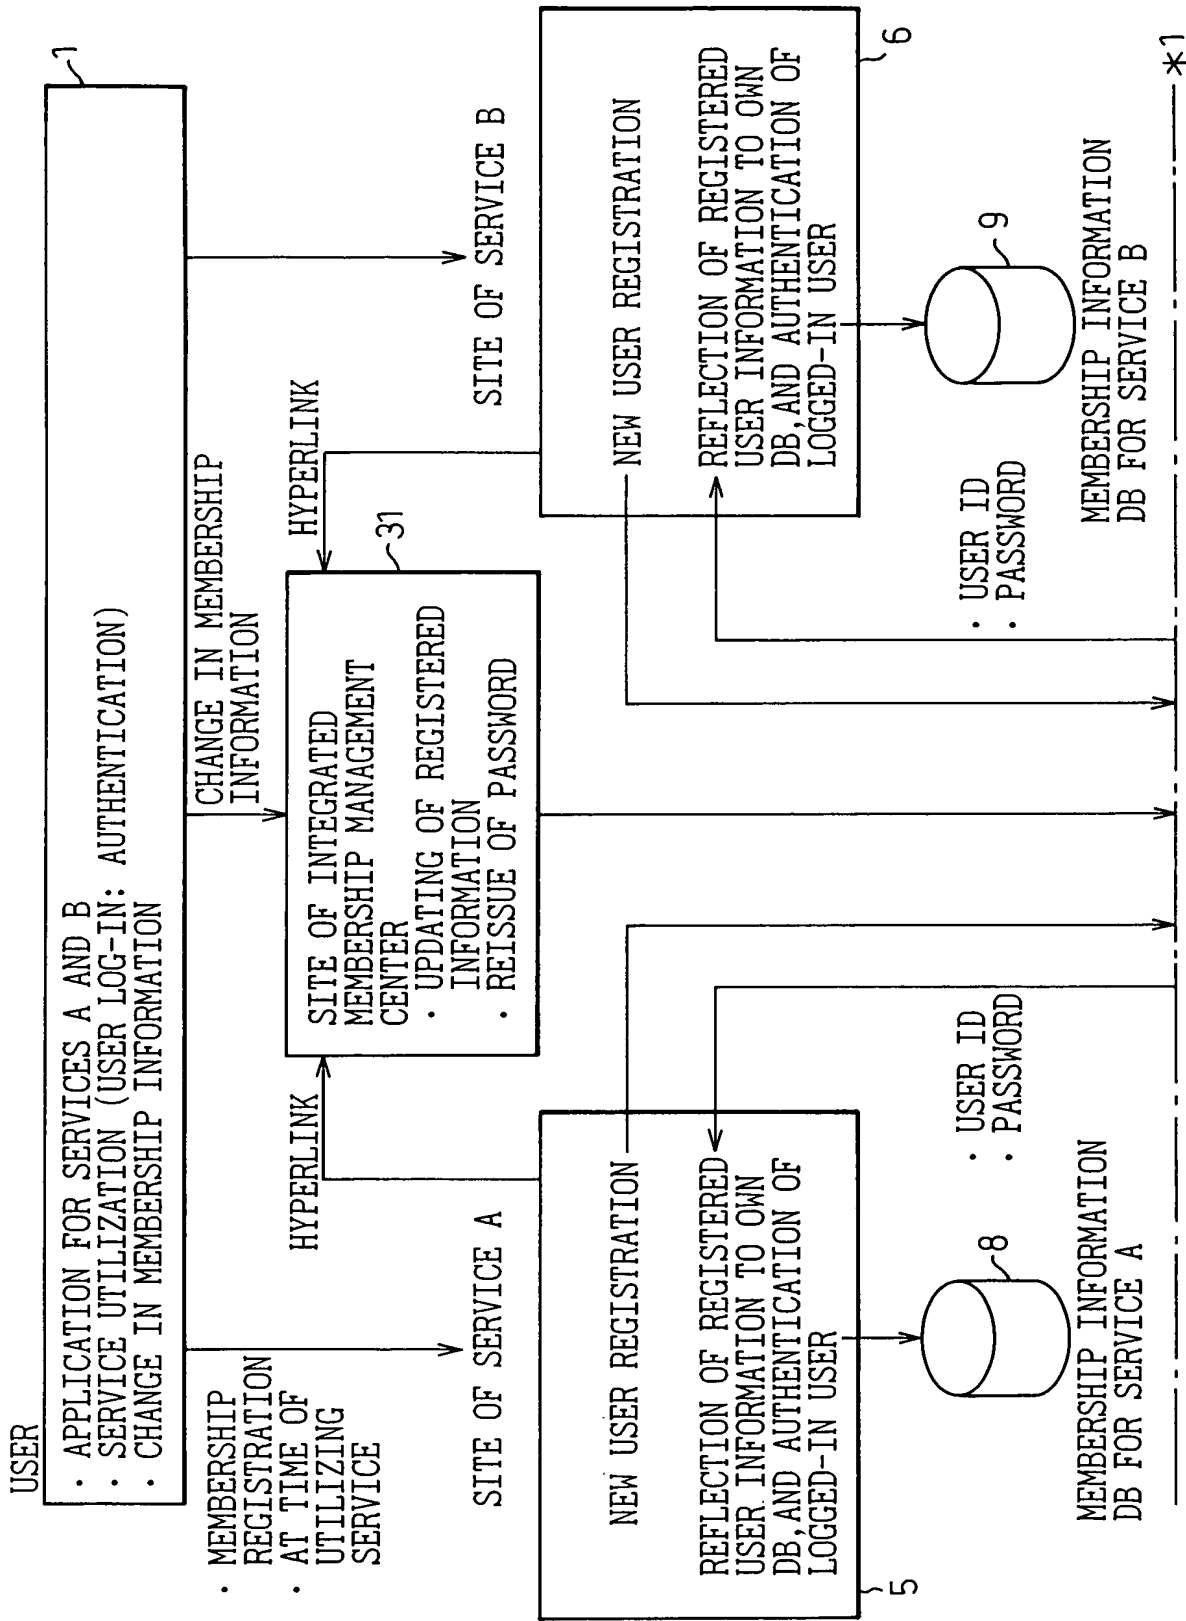 USER
1
· APPLICATION FOR SERVICES A AND B
· SERVICE UTILIZATION (USER LOG-IN: AUTHENTICATION)
· CHANGE IN MEMBERSHIP INFORMATION
· MEMBERSHIP
REGISTRATION
· AT TIME OF
UTILIZING
SERVICE
CHANGE IN MEMBERSHIP
INFORMATION
HYPERLINK
HYPERLINK
31
SITE OF INTEGRATED
MEMBERSHIP MANAGEMENT
CENTER
· UPDATING OF REGISTERED
INFORMATION
· REISSUE OF PASSWORD
SITE OF SERVICE A
SITE OF SERVICE B
NEW USER REGISTRATION
REFLECTION OF REGISTERED
USER INFORMATION TO OWN
DB, AND AUTHENTICATION OF
LOGGED-IN USER
5
NEW USER REGISTRATION
REFLECTION OF REGISTERED
USER INFORMATION TO OWN
DB, AND AUTHENTICATION OF
LOGGED-IN USER
6
8
· USER ID
· PASSWORD
MEMBERSHIP INFORMATION
DB FOR SERVICE A
9
· USER ID
· PASSWORD
MEMBERSHIP INFORMATION
DB FOR SERVICE B
*1